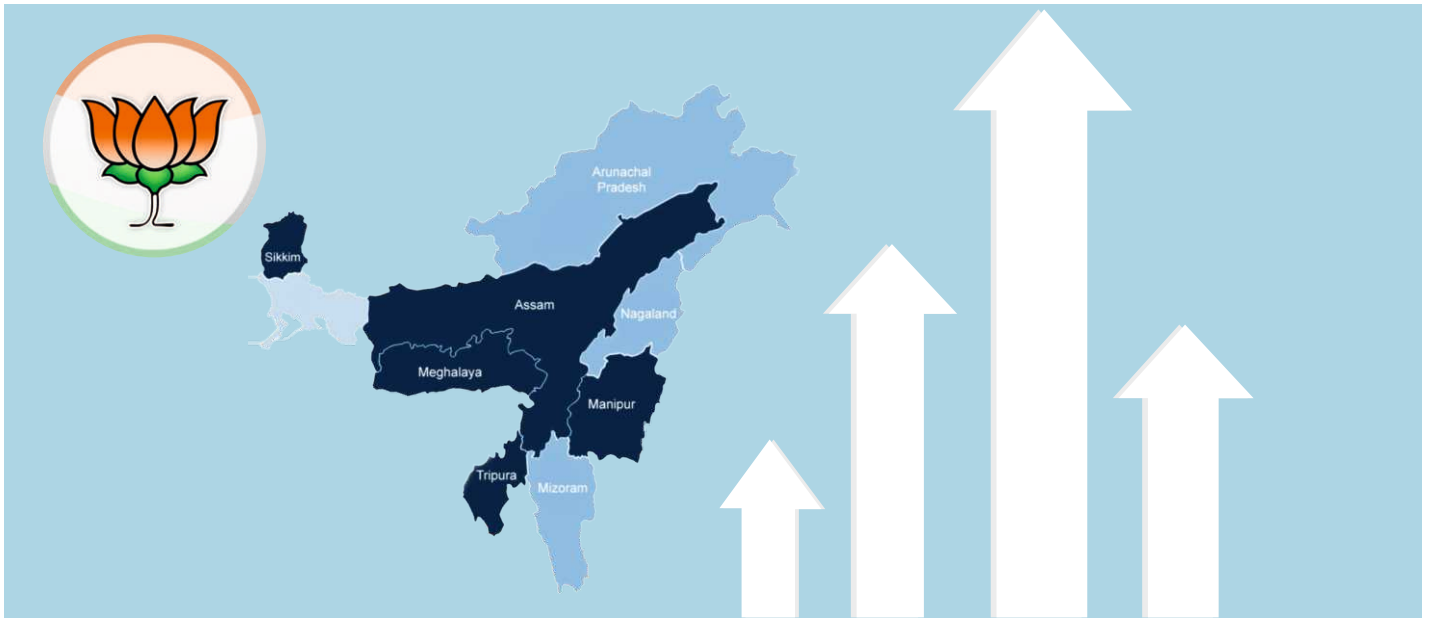 Arunachal
Pradesh
Sikkim
Assam
Nagaland
Meghalaya
Manipur
Tripura
Mizoram